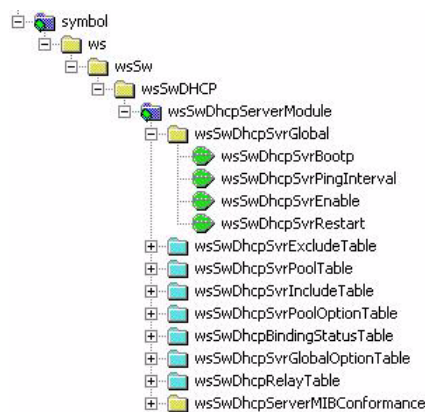 symbol
ws
wsSw
wsSwDHCP
wsSwDhcpServerModule
wsSwDhcpSvrGlobal
wsSwDhcpSvrBootp
wsSwDhcpSvrPingInterval
wsSwDhcpSvrEnable
wsSwDhcpSvrRestart
wsSwDhcpSvrExcludeTable
wsSwDhcpSvrPoolTable
wsSwDhcpSvrIncludeTable
wsSwDhcpSvrPoolOptionTable
wsSwDhcpBindingStatusTable
wsSwDhcpSvrGlobalOptionTable
wsSwDhcpRelayTable
wsSwDhcpServerMIBConformance